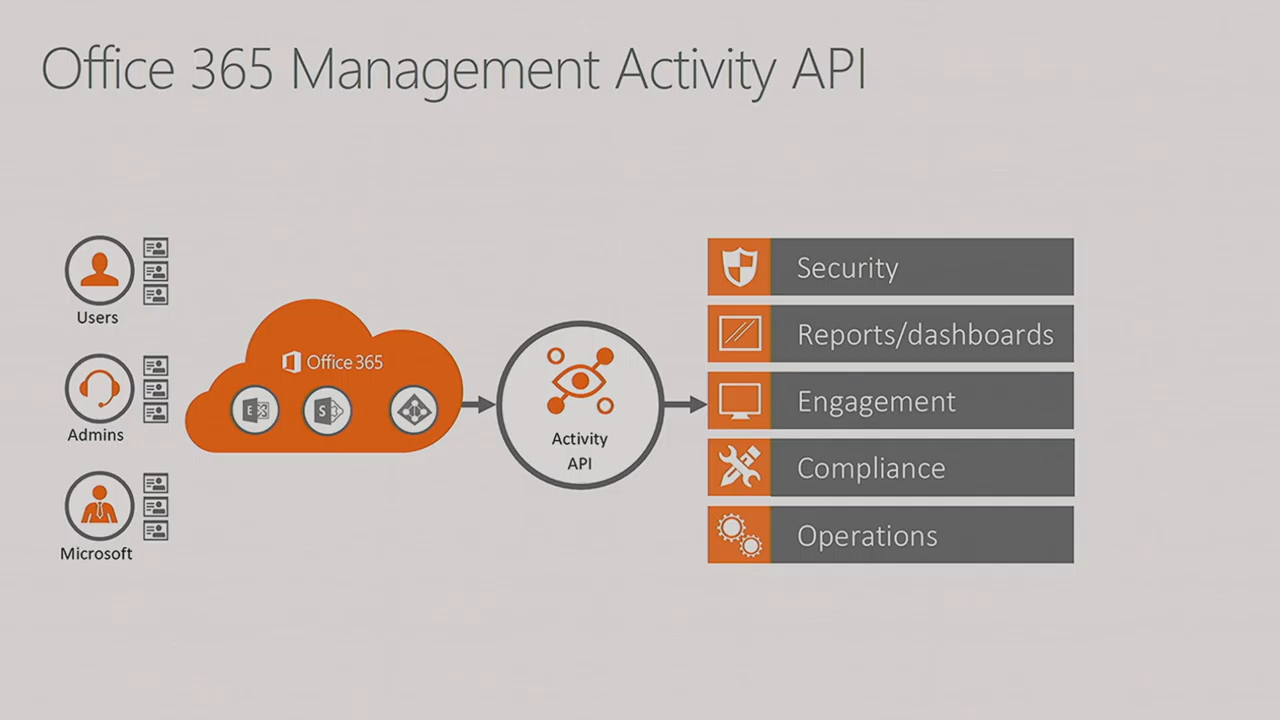 Office 365 Management Activity API
Users
Admins
Microsoft
Office 365
E
S
Activity
API
Security
Reports/dashboards
Engagement
Compliance
Operations